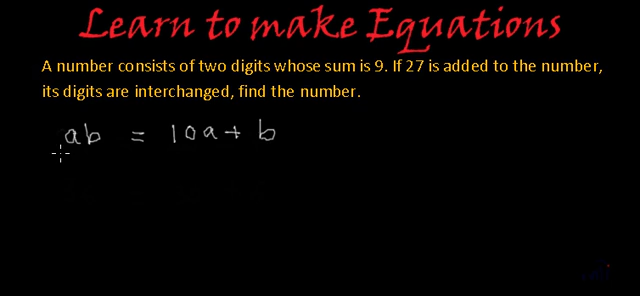 Learn to make Equations
A number consists of two digits whose sum is 9. If 27 is added to the number,
its digits are interchanged, find the number.
ab = 10a + b